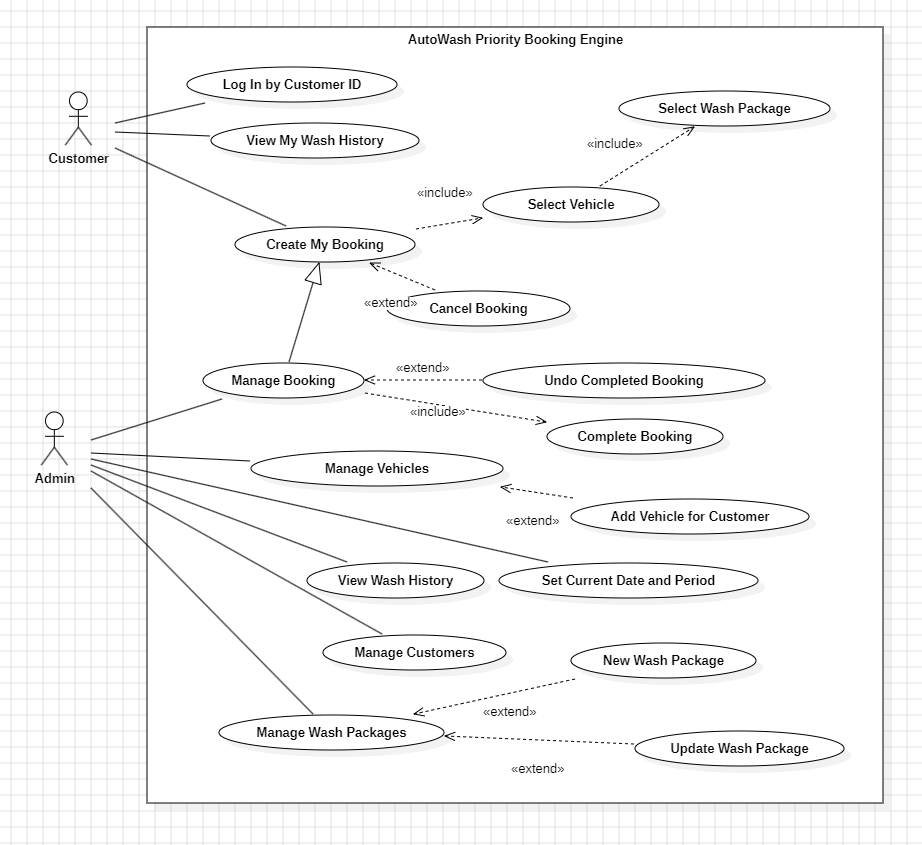 AutoWash Priority Booking Engine
Log In by Customer ID
Select Wash Package
View My Wash History
«include»
Customer
«include»
Select Vehicle
Create My Booking
«extend»
Cancel Booking
«extend»
Manage Booking
Undo Completed Booking
«include»
Complete Booking
Manage Vehicles
Admin
Add Vehicle for Customer
«extend»
View Wash History
Set Current Date and Period
Manage Customers
New Wash Package
«extend»
Manage Wash Packages
Update Wash Package
«extend»